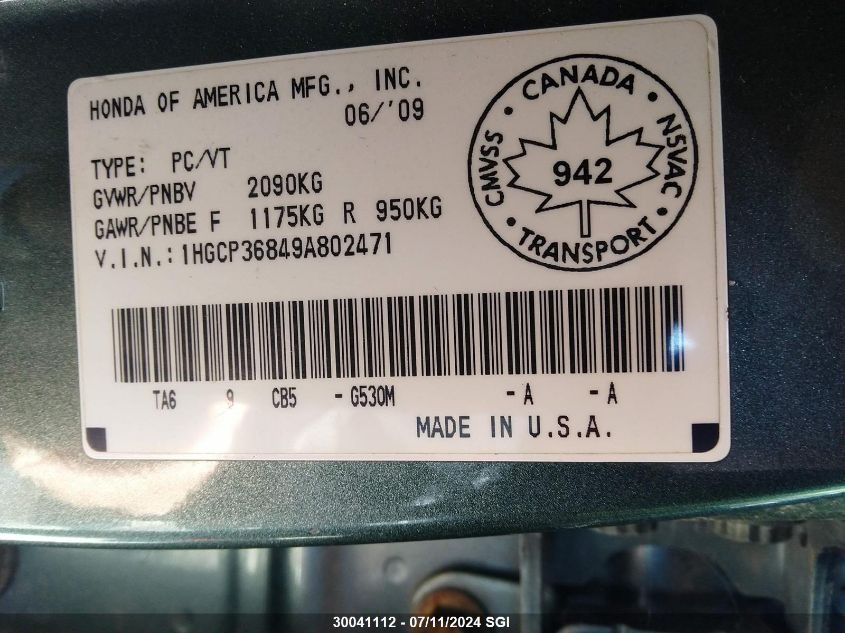 HONDA OF AMERICA MFG., INC.
06/'09
TYPE: PC/VT
GVWR/PNBV 2090KG
GAWR/PNBE F 1175KG R 950KG
V.I.N.: 1HGCP36849A802471
CANADA
CMVSS · NSVAC
942
TRANSPORT
TA6 9 CB5 -G530M -A -A
MADE IN U.S.A.
30041112 - 07/11/2024 SGI